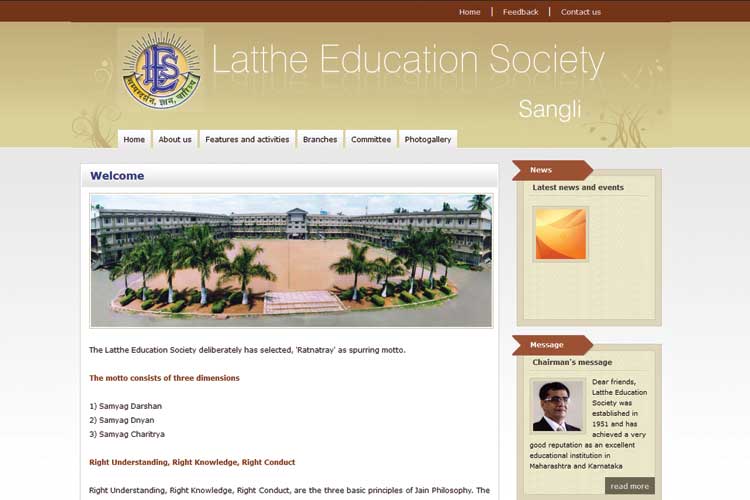 Home | Feedback | Contact us
Latthe Education Society
Sangli
LES
सम्यग्दर्शन, ज्ञान, चारित्र्य
Home About us Features and activities Branches Committee Photogallery
Welcome
The Latthe Education Society deliberately has selected, 'Ratnatray' as spurring motto.
The motto consists of three dimensions
1) Samyag Darshan
2) Samyag Dnyan
3) Samyag Charitrya
Right Understanding, Right Knowledge, Right Conduct
Right Understanding, Right Knowledge, Right Conduct, are the three basic principles of Jain Philosophy. The
News
Latest news and events
Message
Chairman's message
Dear friends,
Latthe Education
Society was
established in
1951 and has
achieved a very
good reputation as an excellent
educational institution in
Maharashtra and Karnataka
read more